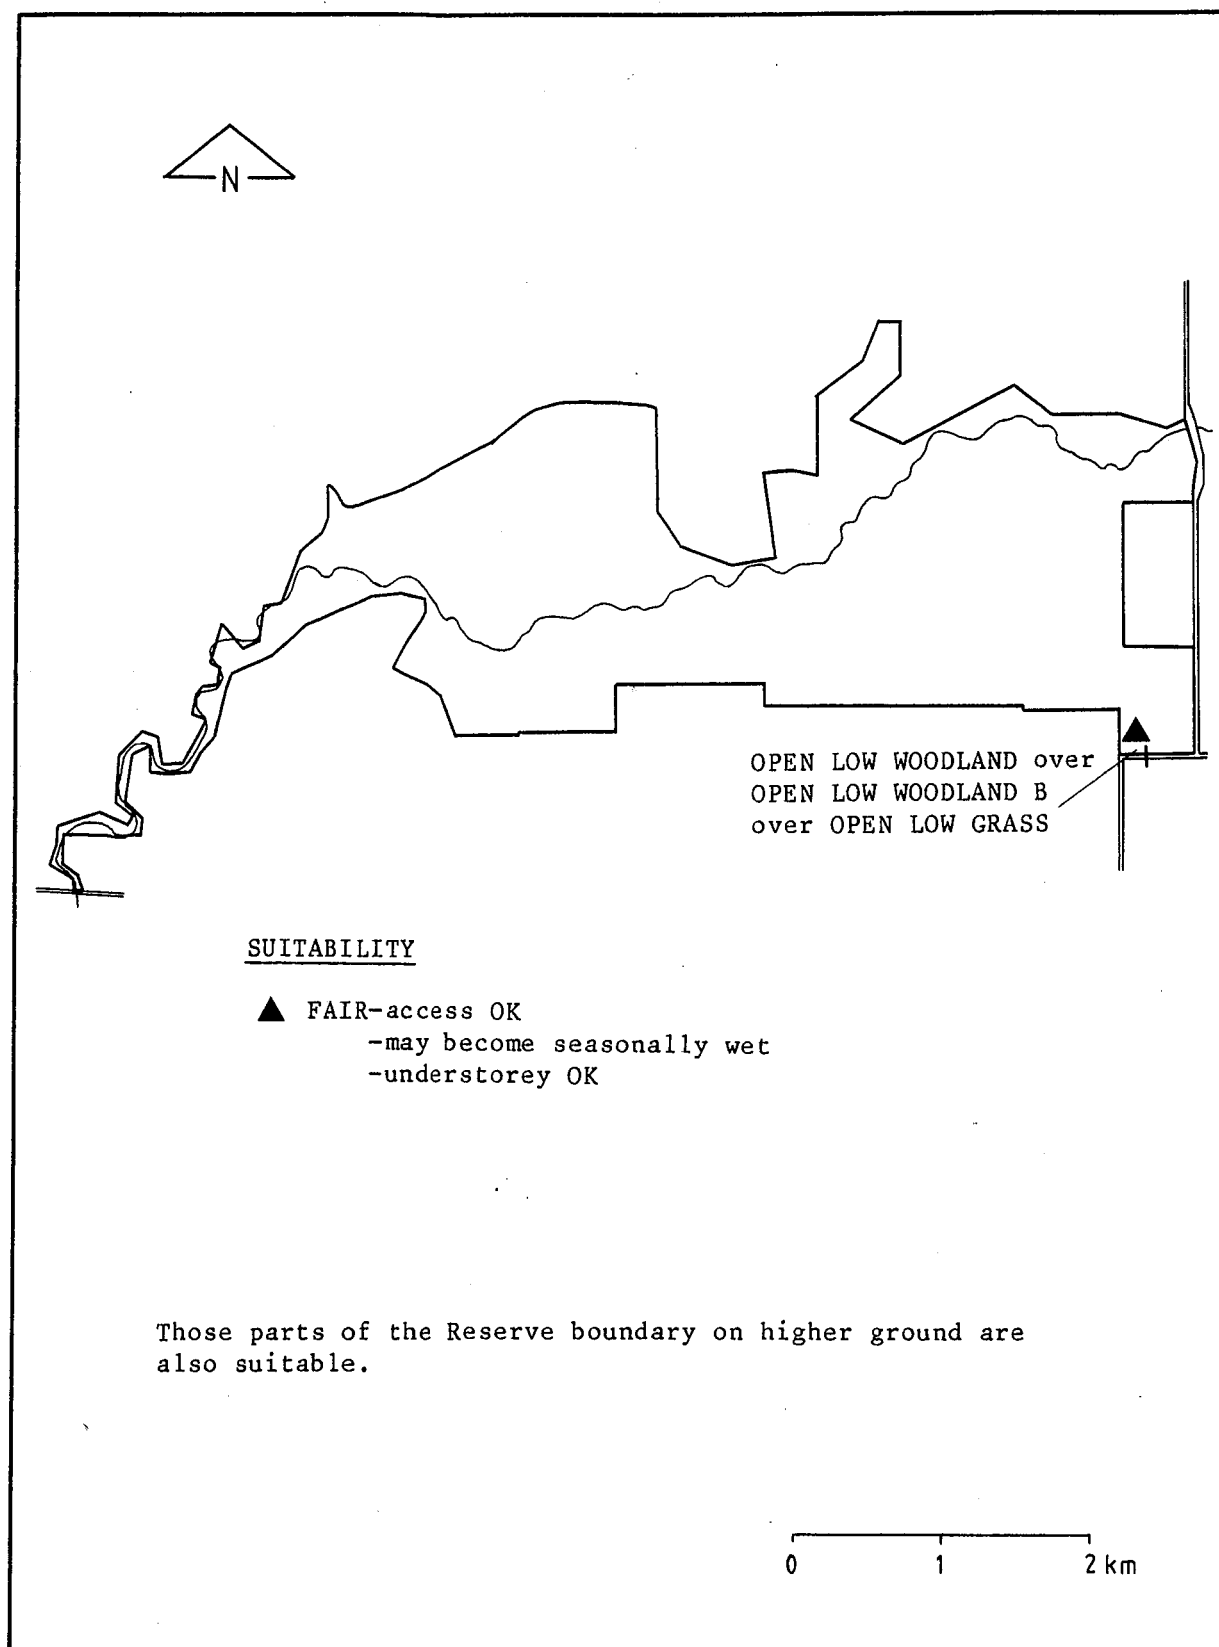 N
OPEN LOW WOODLAND over
OPEN LOW WOODLAND B
over OPEN LOW GRASS
SUITABILITY
FAIR-access OK
-may become seasonally wet
-understorey OK
Those parts of the Reserve boundary on higher ground are
also suitable.
0 1 2 km